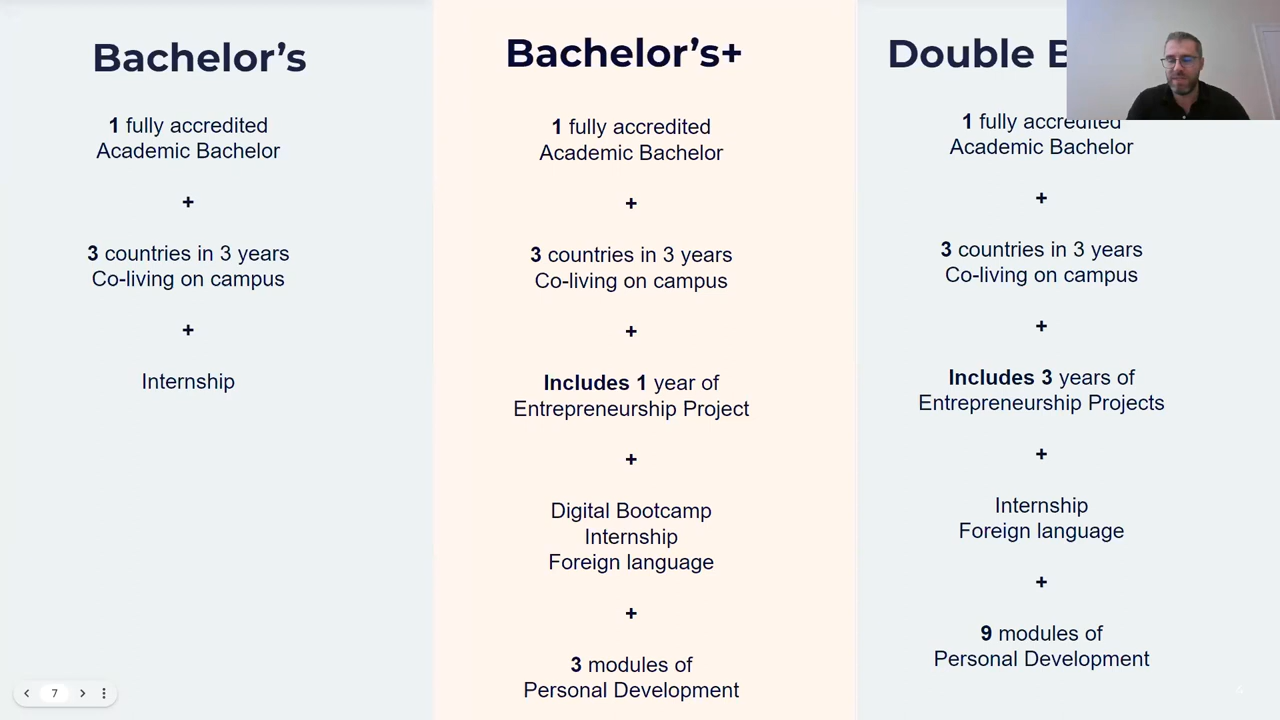 Bachelor's
1 fully accredited
Academic Bachelor
+
3 countries in 3 years
Co-living on campus
+
Internship
Bachelor's+
1 fully accredited
Academic Bachelor
+
3 countries in 3 years
Co-living on campus
+
Includes 1 year of
Entrepreneurship Project
+
Digital Bootcamp
Internship
Foreign language
+
3 modules of
Personal Development
Double B
1 fully accredited
Academic Bachelor
+
3 countries in 3 years
Co-living on campus
+
Includes 3 years of
Entrepreneurship Projects
+
Internship
Foreign language
+
9 modules of
Personal Development
7